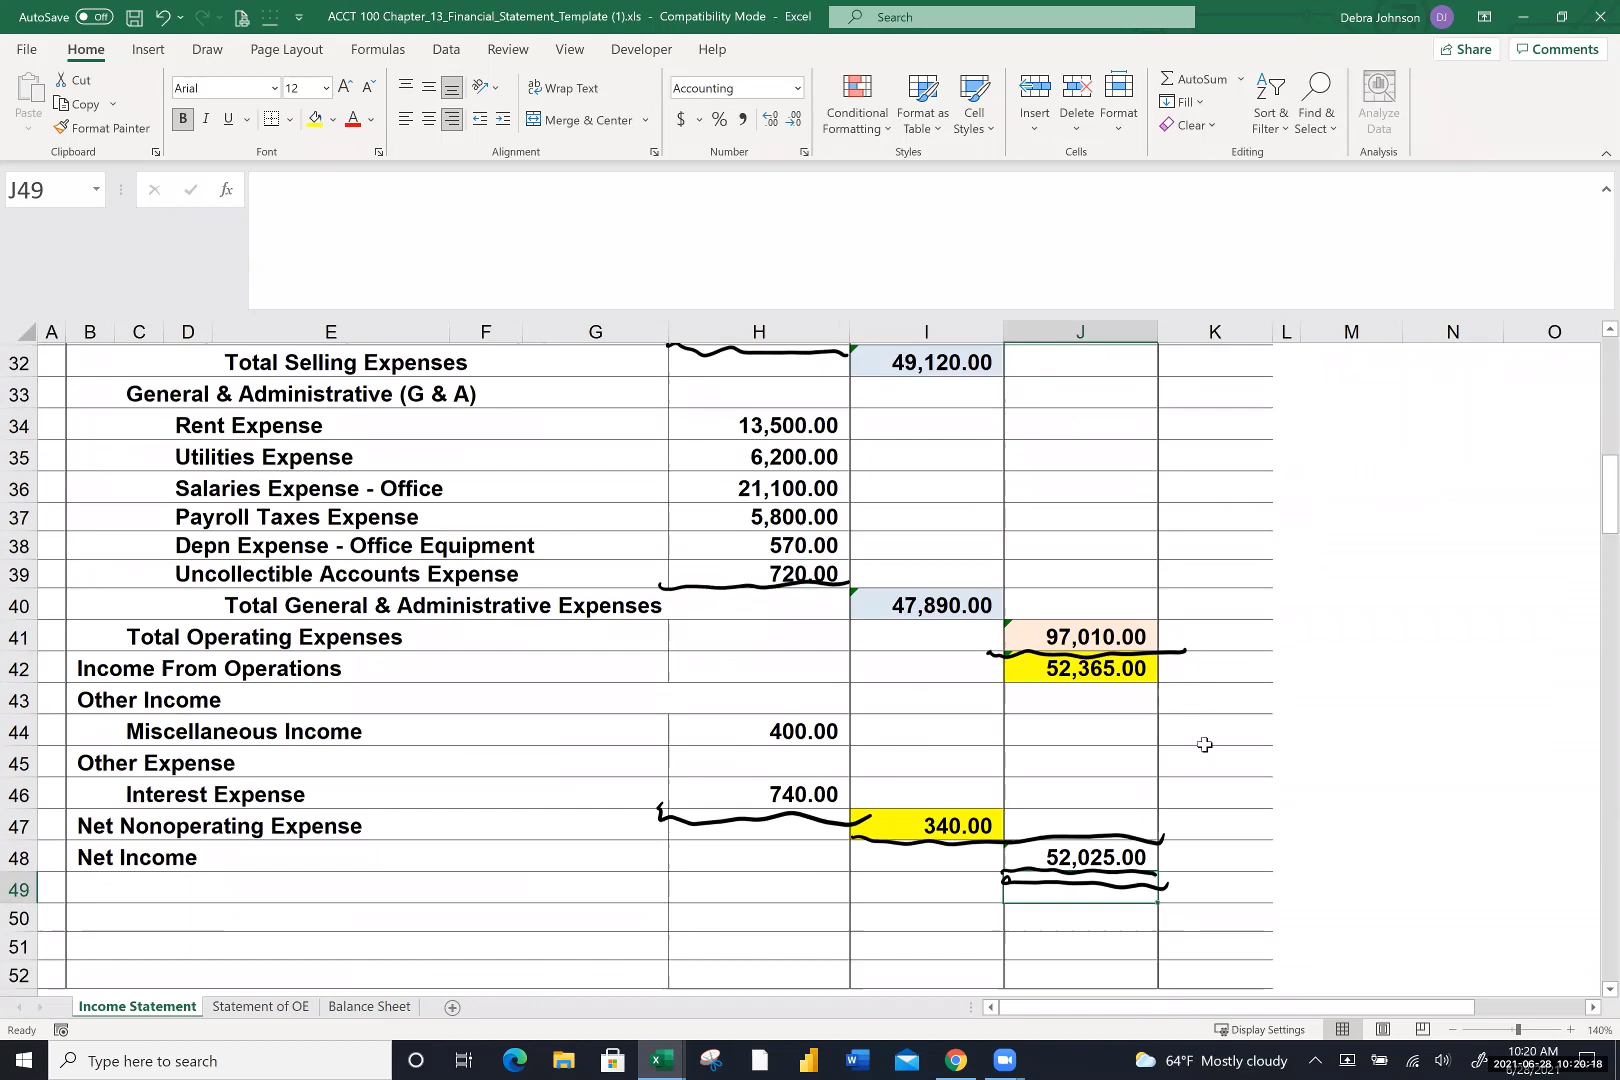 AutoSave Off ACCT 100 Chapter_13_Financial_Statement_Template (1).xls - Compatibility Mode - Excel Search Debra Johnson DJ
File Home Insert Draw Page Layout Formulas Data Review View Developer Help Share Comments
Paste Cut Copy Format Painter Clipboard
Arial 12 B I U A Font
Wrap Text Merge & Center Alignment
Accounting $ % Number
Conditional Formatting Format as Table Cell Styles Styles
Insert Delete Format Cells
AutoSum Fill Clear Sort & Filter Find & Select Editing
Analyze Data Analysis
J49 fx
A B C D E F G H I J K L M N O
32 Total Selling Expenses 49,120.00
33 General & Administrative (G & A)
34 Rent Expense 13,500.00
35 Utilities Expense 6,200.00
36 Salaries Expense - Office 21,100.00
37 Payroll Taxes Expense 5,800.00
38 Depn Expense - Office Equipment 570.00
39 Uncollectible Accounts Expense 720.00
40 Total General & Administrative Expenses 47,890.00
41 Total Operating Expenses 97,010.00
42 Income From Operations 52,365.00
43 Other Income
44 Miscellaneous Income 400.00
45 Other Expense
46 Interest Expense 740.00
47 Net Nonoperating Expense 340.00
48 Net Income 52,025.00
49
50
51
52
Income Statement Statement of OE Balance Sheet
Ready Display Settings 140%
Type here to search 64°F Mostly cloudy 10:20 AM
2021-06-28 10:20:18